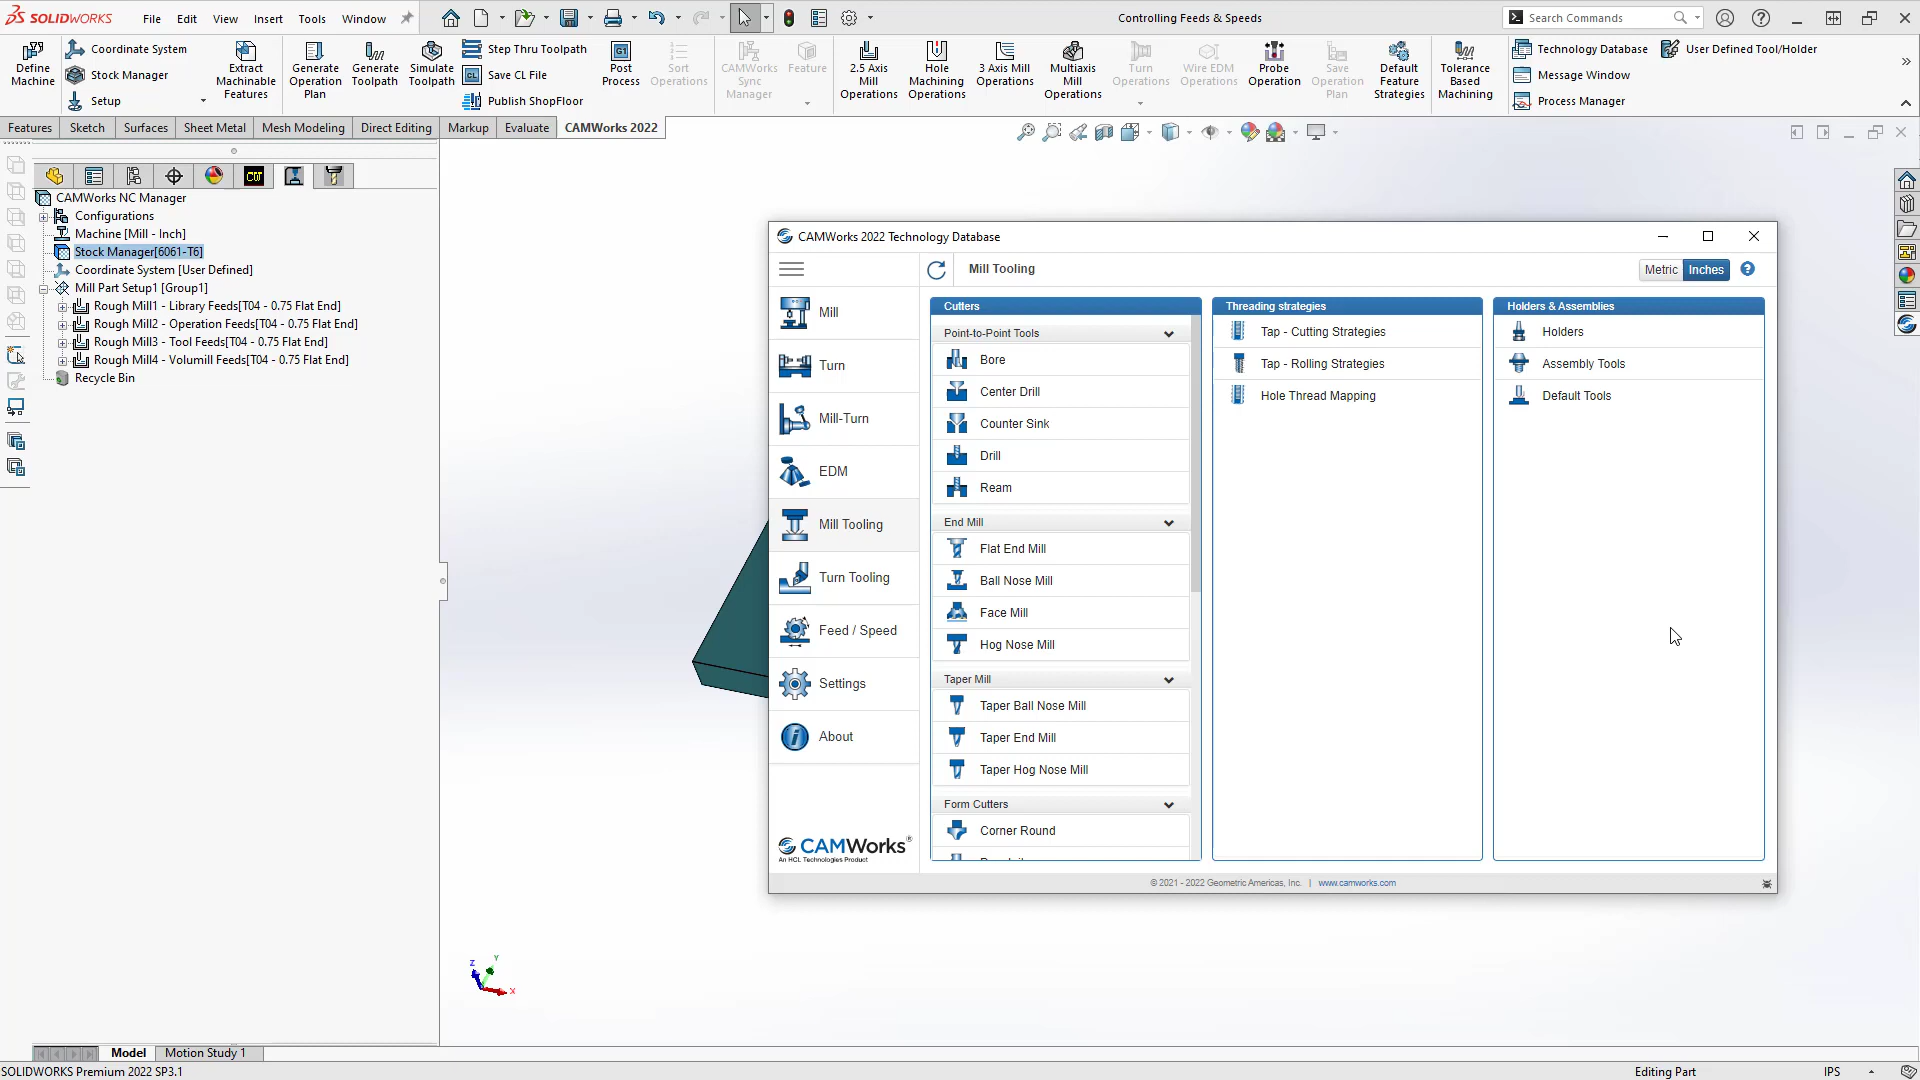 SOLIDWORKS
File Edit View Insert Tools Window
Controlling Feeds & Speeds
Search Commands
Define Machine
Coordinate System
Stock Manager
Setup
Extract Machinable Features
Generate Operation Plan
Generate Toolpath
Simulate Toolpath
Step Thru Toolpath
Save CL File
Publish ShopFloor
G1
CL
Post Process
Sort Operations
CAMWorks Sync Manager
Feature
2.5 Axis Mill Operations
Hole Machining Operations
3 Axis Mill Operations
Multiaxis Mill Operations
Turn Operations
Wire EDM Operations
Probe Operation
Save Operation Plan
Default Feature Strategies
Tolerance Based Machining
Technology Database
User Defined Tool/Holder
Message Window
Process Manager
Features Sketch Surfaces Sheet Metal Mesh Modeling Direct Editing Markup Evaluate CAMWorks 2022
CW
CAMWorks NC Manager
Configurations
Machine [Mill - Inch]
Stock Manager[6061-T6]
Coordinate System [User Defined]
Mill Part Setup1 [Group1]
Rough Mill1 - Library Feeds[T04 - 0.75 Flat End]
Rough Mill2 - Operation Feeds[T04 - 0.75 Flat End]
Rough Mill3 - Tool Feeds[T04 - 0.75 Flat End]
Rough Mill4 - Volumill Feeds[T04 - 0.75 Flat End]
Recycle Bin
CAMWorks 2022 Technology Database
Mill Tooling
Metric Inches
Mill
Turn
Mill-Turn
EDM
Mill Tooling
Turn Tooling
Feed / Speed
Settings
About
CAMWorks®
An HCL Technologies Product
Cutters
Point-to-Point Tools
Bore
Center Drill
Counter Sink
Drill
Ream
End Mill
Flat End Mill
Ball Nose Mill
Face Mill
Hog Nose Mill
Taper Mill
Taper Ball Nose Mill
Taper End Mill
Taper Hog Nose Mill
Form Cutters
Corner Round
Threading strategies
Tap - Cutting Strategies
Tap - Rolling Strategies
Hole Thread Mapping
Holders & Assemblies
Holders
Assembly Tools
Default Tools
© 2021 - 2022 Geometric Americas, Inc. | www.camworks.com
Z
Y
X
Model Motion Study 1
SOLIDWORKS Premium 2022 SP3.1
Editing Part
IPS